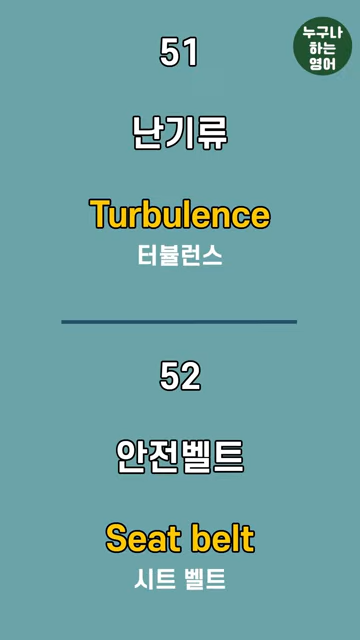 누구나
하는
영어
51
난기류
Turbulence
터뷸런스
52
안전벨트
Seat belt
시트 벨트